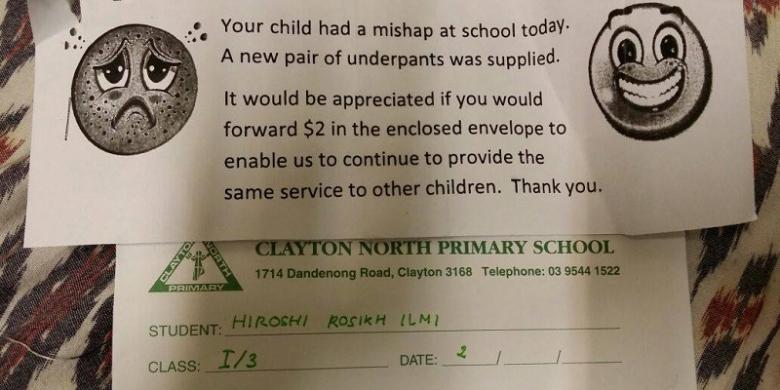 Your child had a mishap at school today.
A new pair of underpants was supplied.
It would be appreciated if you would
forward $2 in the enclosed envelope to
enable us to continue to provide the
same service to other children. Thank you.
CLAYTON NORTH
PRIMARY
CLAYTON NORTH PRIMARY SCHOOL
1714 Dandenong Road, Clayton 3168 Telephone: 03 9544 1522
STUDENT: HIROSHI ROSIKH ILMI
CLASS: I/3 DATE: 2 / /